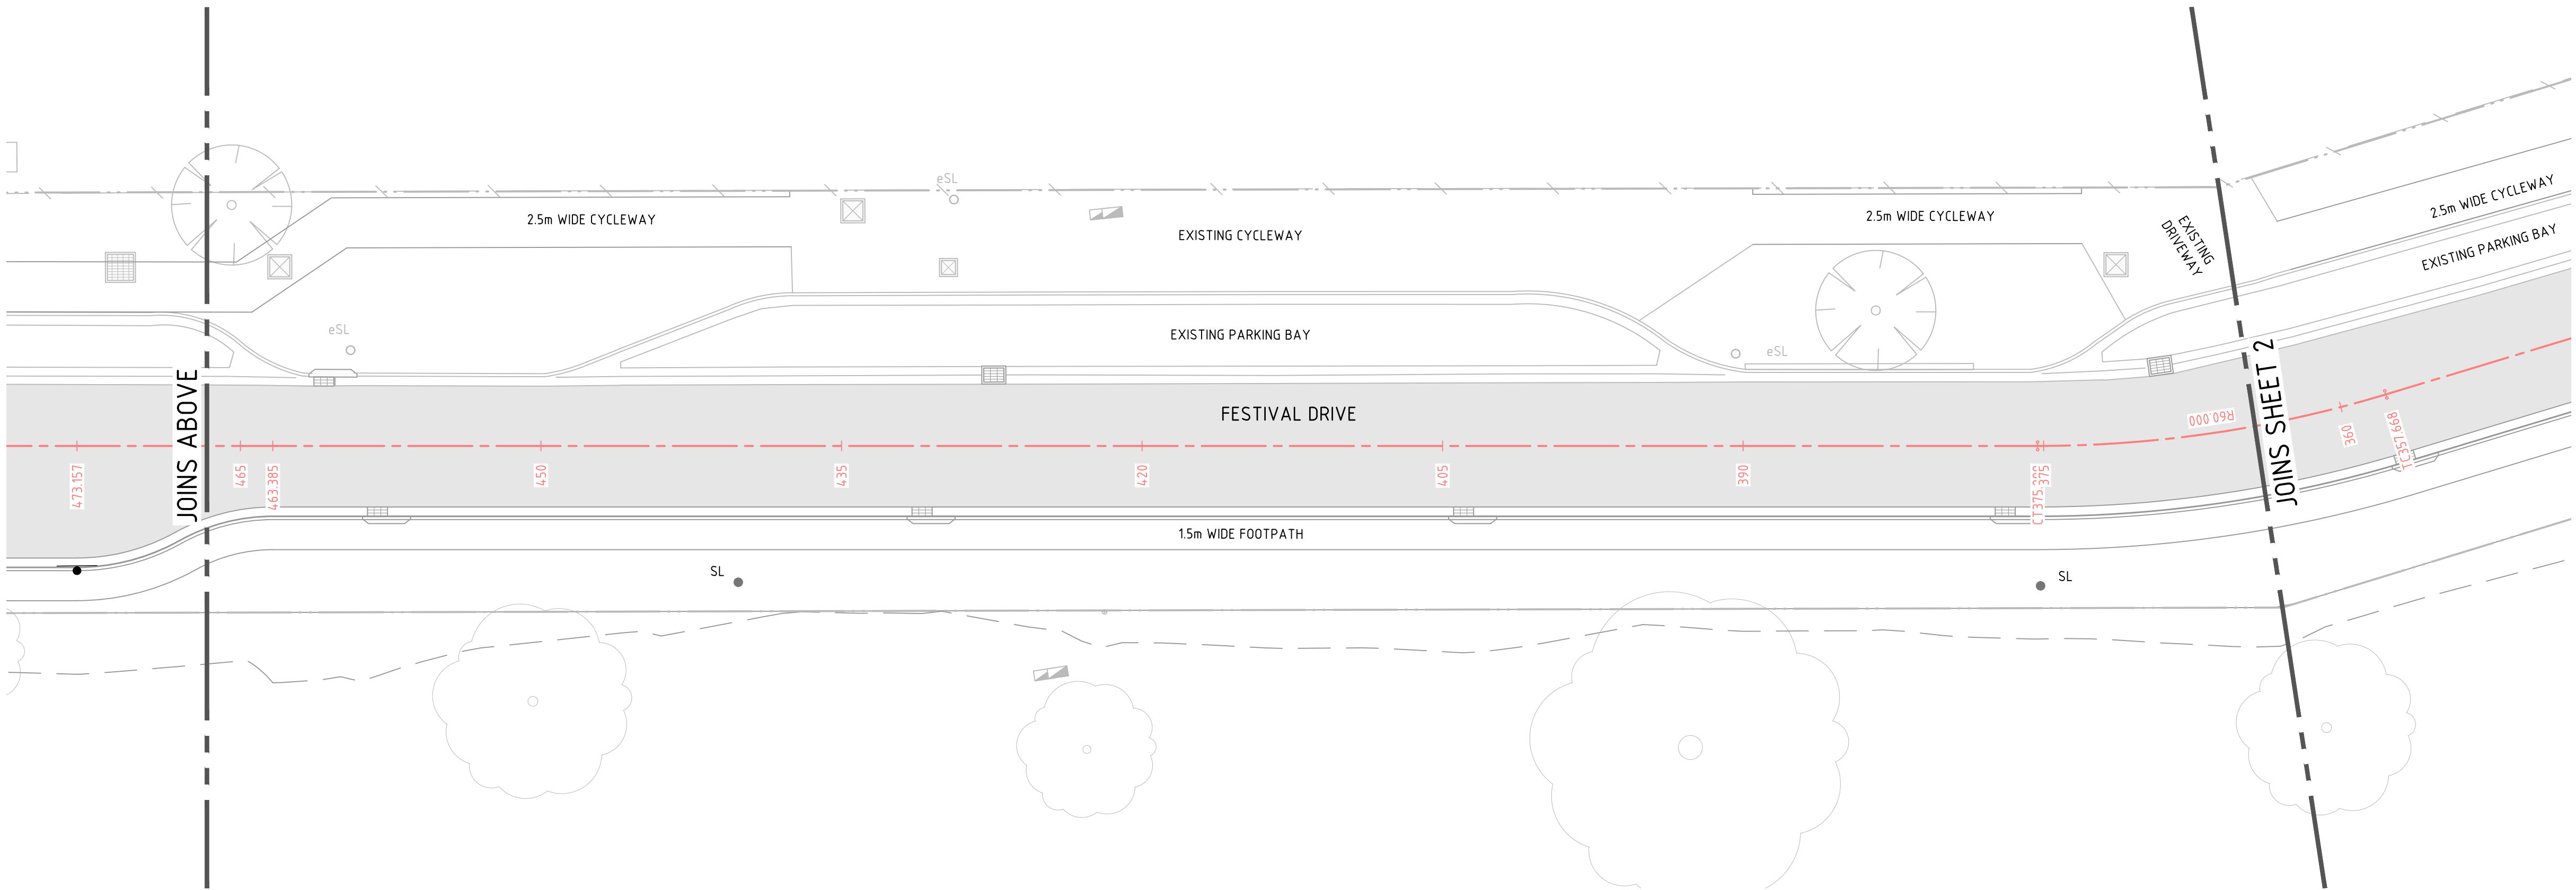 eSL
2.5m WIDE CYCLEWAY
EXISTING CYCLEWAY
2.5m WIDE CYCLEWAY
EXISTING
DRIVEWAY
2.5m WIDE CYCLEWAY
EXISTING PARKING BAY
eSL
EXISTING PARKING BAY
eSL
JOINS ABOVE
FESTIVAL DRIVE
R60.000
JOINS SHEET 2
473.157
465
463.385
450
435
420
405
390
375
360
TC357.668
1.5m WIDE FOOTPATH
SL
SL